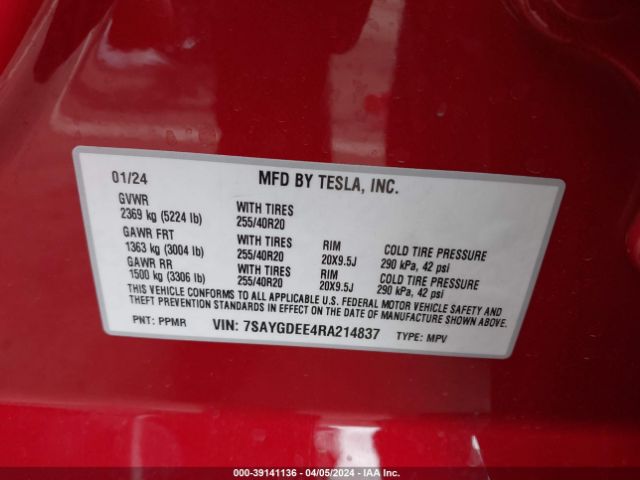 01/24 MFD BY TESLA, INC.
GVWR WITH TIRES
2369 kg (5224 lb) 255/40R20
GAWR FRT WITH TIRES RIM COLD TIRE PRESSURE
1363 kg (3004 lb) 255/40R20 20X9.5J 290 kPa, 42 psi
GAWR RR WITH TIRES RIM COLD TIRE PRESSURE
1500 kg (3306 lb) 255/40R20 20X9.5J 290 kPa, 42 psi
THIS VEHICLE CONFORMS TO ALL APPLICABLE U.S. FEDERAL MOTOR VEHICLE SAFETY AND
THEFT PREVENTION STANDARDS IN EFFECT ON THE DATE OF MANUFACTURE SHOWN ABOVE.
PNT: PPMR VIN: 7SAYGDEE4RA214837 TYPE: MPV
000-39141136 - 04/05/2024 - IAA Inc.